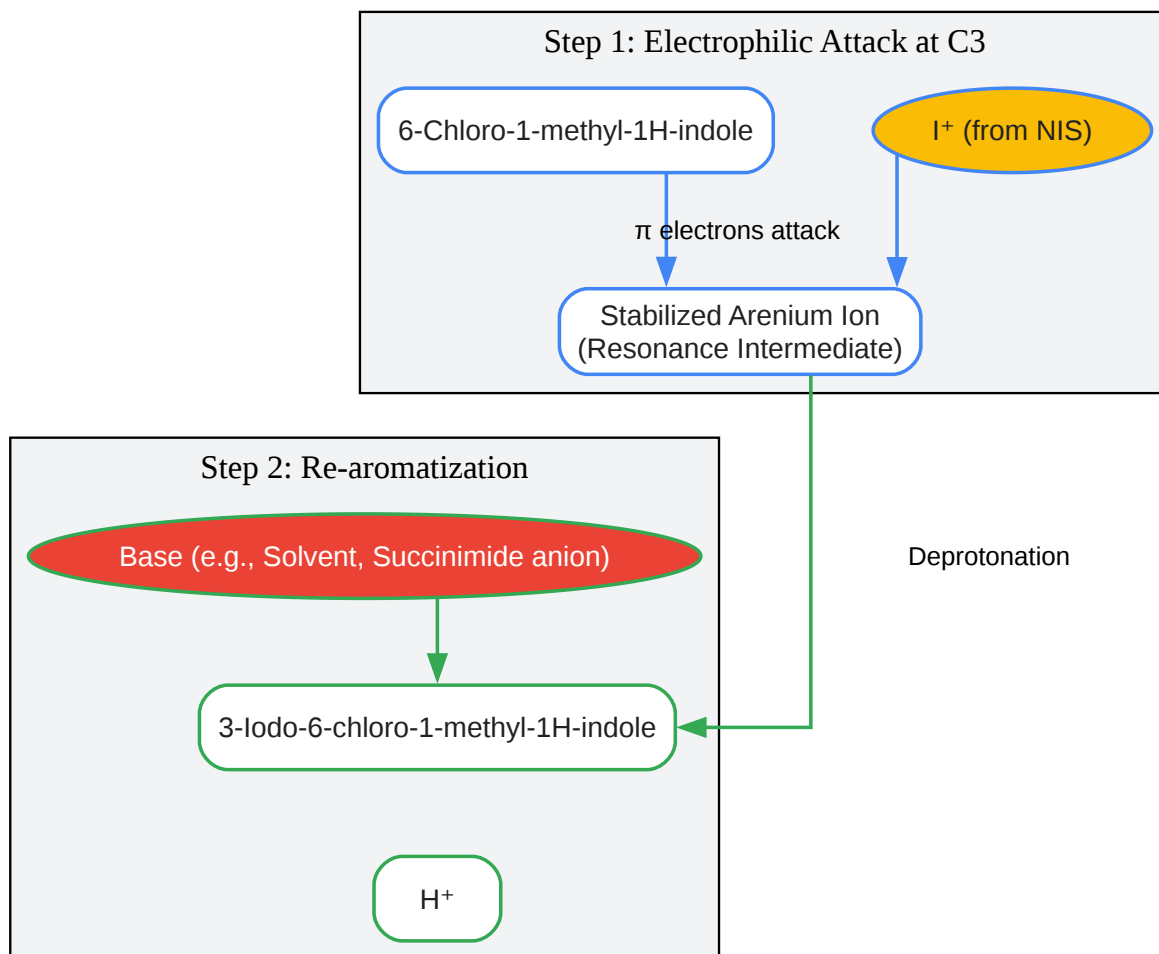 Step 1: Electrophilic Attack at C3
6-Chloro-1-methyl-1H-indole
I⁺ (from NIS)
π electrons attack
Stabilized Arenium Ion
(Resonance Intermediate)
Step 2: Re-aromatization
Base (e.g., Solvent, Succinimide anion)
Deprotonation
3-Iodo-6-chloro-1-methyl-1H-indole
H⁺